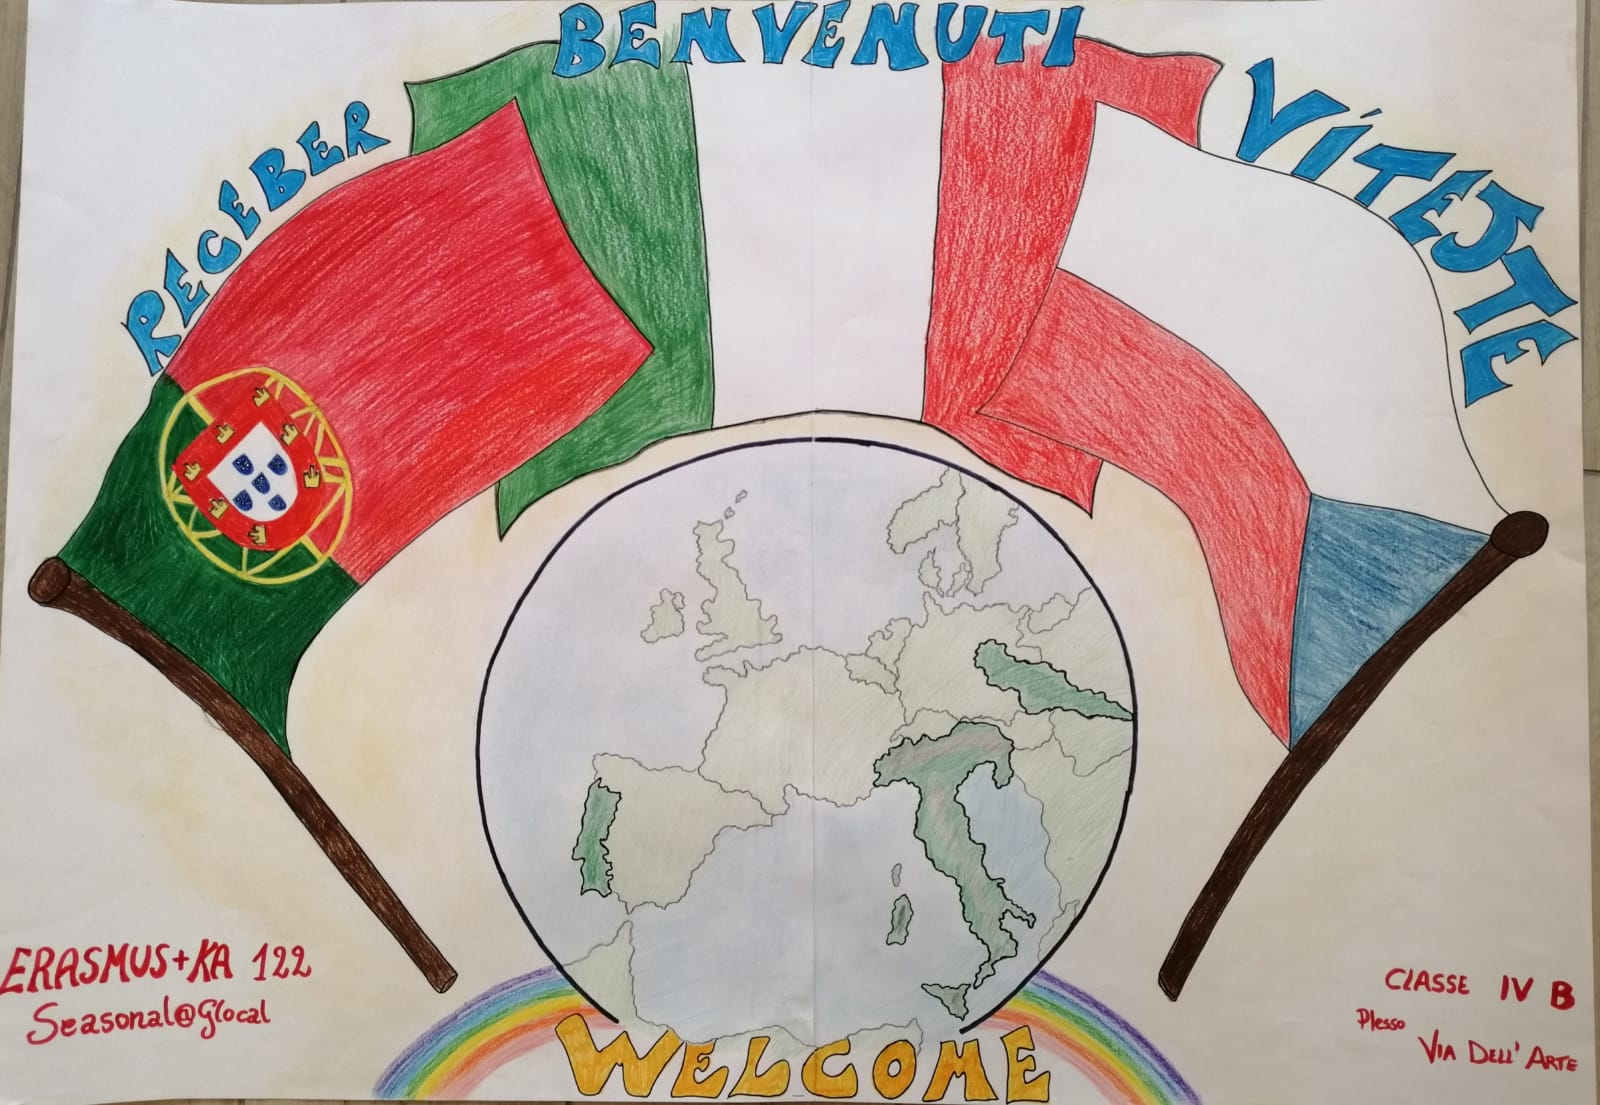 BENVENUTI
RECEBER
VÍTEJTE
ERASMUS+KA 122
Seasonal@Glocal
CLASSE IV B
Plesso
VIA DELL' ARTE
WELCOME